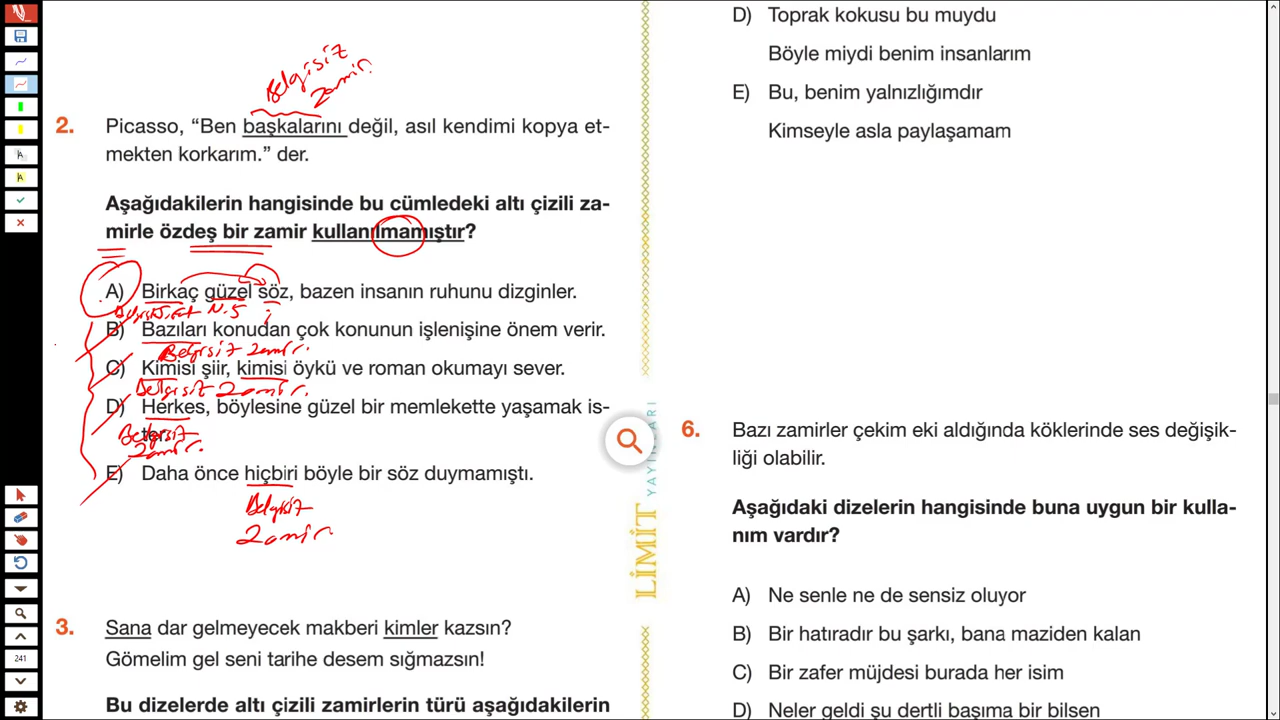 Belgisiz
zamir.
2. Picasso, “Ben başkalarını değil, asıl kendimi kopya et-
mekten korkarım.” der.
Aşağıdakilerin hangisinde bu cümledeki altı çizili za-
mirle özdeş bir zamir kullanılmamıştır?
A) Birkaç güzel söz, bazen insanın ruhunu dizginler.
N.S i
B) Bazıları konudan çok konunun işlenişine önem verir.
Belgisiz zamir.
C) Kimisi şiir, kimisi öykü ve roman okumayı sever.
Belgisiz zamir.
D) Herkes, böylesine güzel bir memlekette yaşamak is-
ter.
Belgisiz
zamir.
E) Daha önce hiçbiri böyle bir söz duymamıştı.
Belgisiz
zamir
3. Sana dar gelmeyecek makberi kimler kazsın?
Gömelim gel seni tarihe desem sığmazsın!
Bu dizelerde altı çizili zamirlerin türü aşağıdakilerin
D) Toprak kokusu bu muydu
Böyle miydi benim insanlarım
E) Bu, benim yalnızlığımdır
Kimseyle asla paylaşamam
LİMİT YAYINLARI
6. Bazı zamirler çekim eki aldığında köklerinde ses değişik-
liği olabilir.
Aşağıdaki dizelerin hangisinde buna uygun bir kulla-
nım vardır?
A) Ne senle ne de sensiz oluyor
B) Bir hatıradır bu şarkı, bana maziden kalan
C) Bir zafer müjdesi burada her isim
D) Neler geldi şu dertli başıma bir bilsen
A
A
241